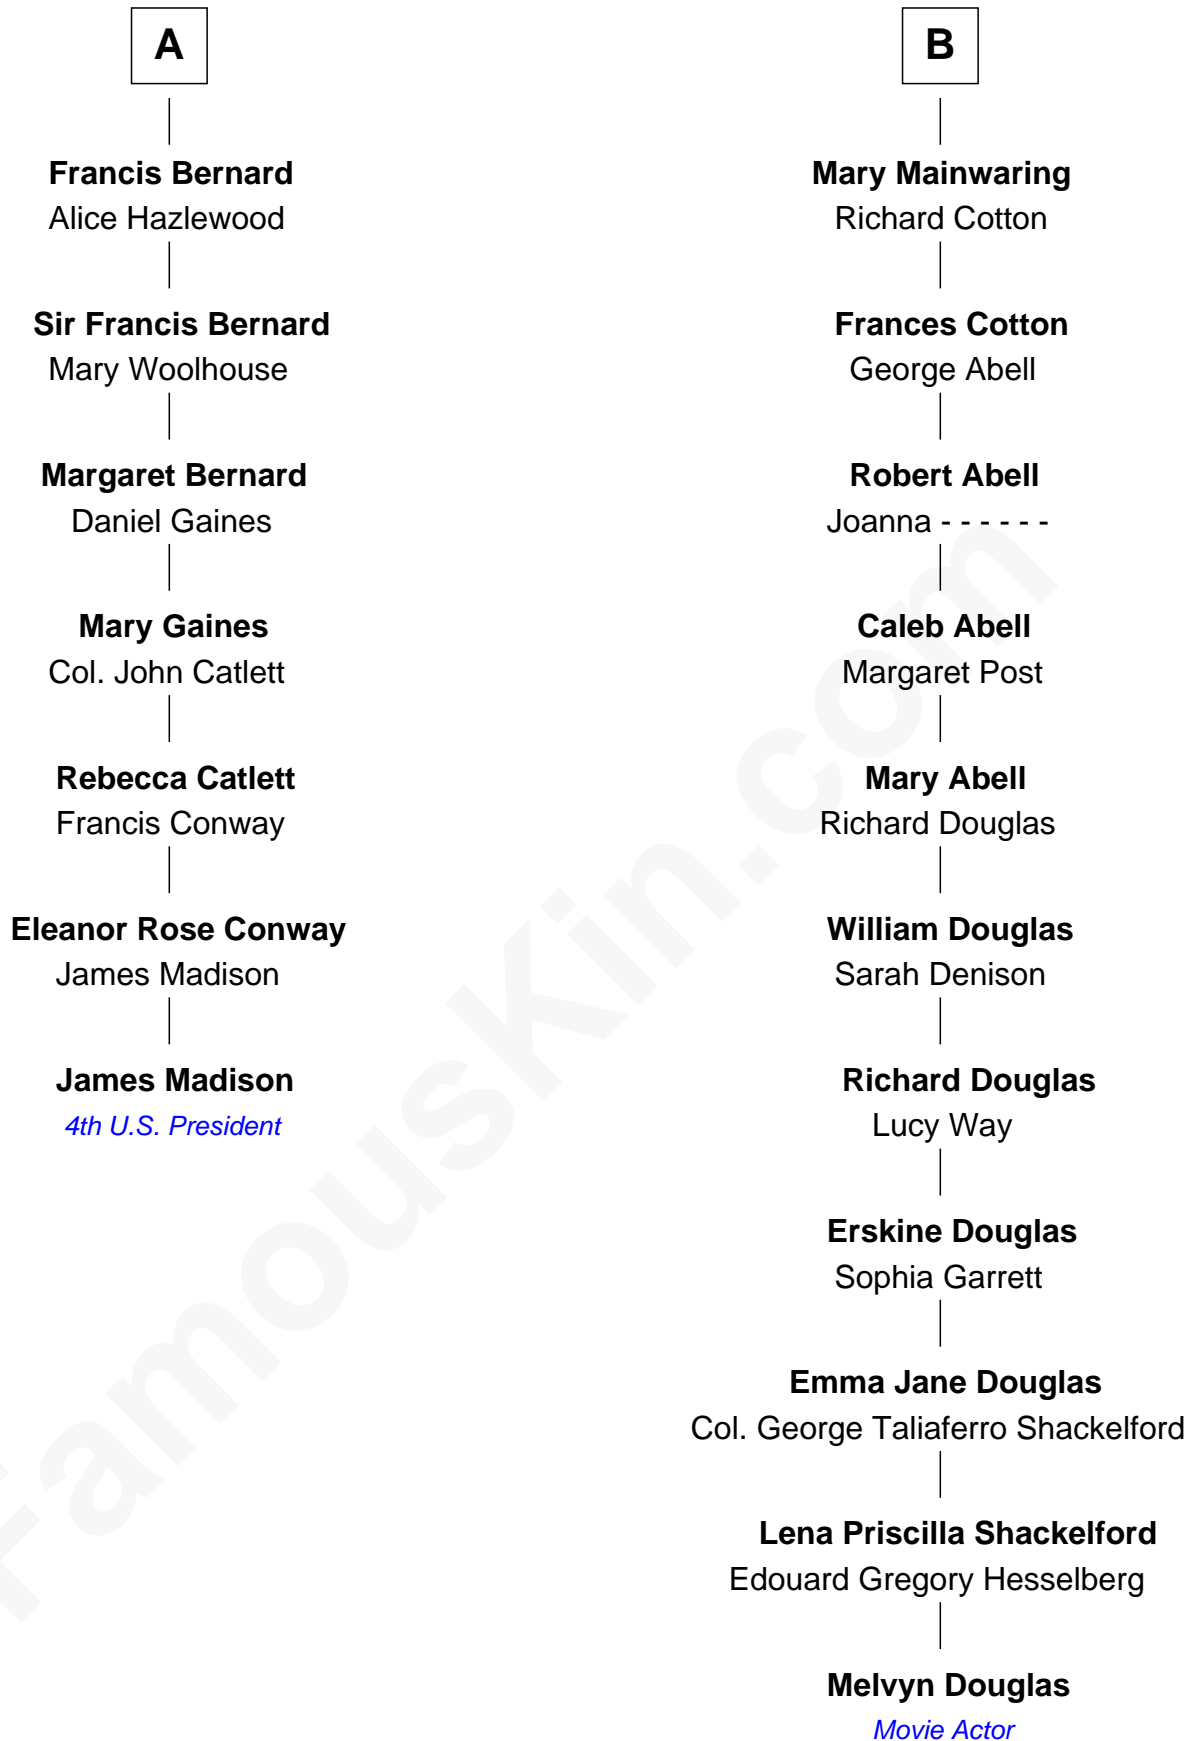 A
Francis Bernard
Alice Hazlewood
Sir Francis Bernard
Mary Woolhouse
Margaret Bernard
Daniel Gaines
Mary Gaines
Col. John Catlett
Rebecca Catlett
Francis Conway
Eleanor Rose Conway
James Madison
James Madison
4th U.S. President
B
Mary Mainwaring
Richard Cotton
Frances Cotton
George Abell
Robert Abell
Joanna - - - - - -
Caleb Abell
Margaret Post
Mary Abell
Richard Douglas
William Douglas
Sarah Denison
Richard Douglas
Lucy Way
Erskine Douglas
Sophia Garrett
Emma Jane Douglas
Col. George Taliaferro Shackelford
Lena Priscilla Shackelford
Edouard Gregory Hesselberg
Melvyn Douglas
Movie Actor
FamousKin.com